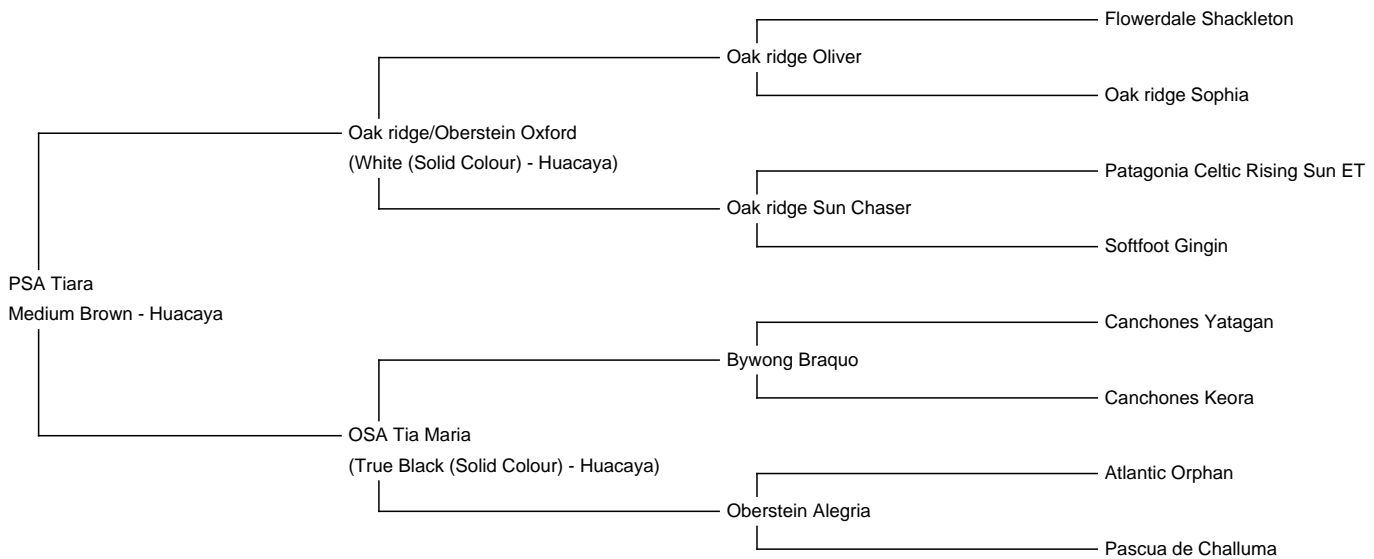 Flowerdale Shackleton
Oak ridge Oliver
Oak ridge Sophia
Oak ridge/Oberstein Oxford
(White (Solid Colour) - Huacaya)
Patagonia Celtic Rising Sun ET
Oak ridge Sun Chaser
Softfoot Gingin
PSA Tiara
Medium Brown - Huacaya
Canchones Yatagan
Bywong Braquo
Canchones Keora
OSA Tia Maria
(True Black (Solid Colour) - Huacaya)
Atlantic Orphan
Oberstein Alegria
Pascua de Challuma